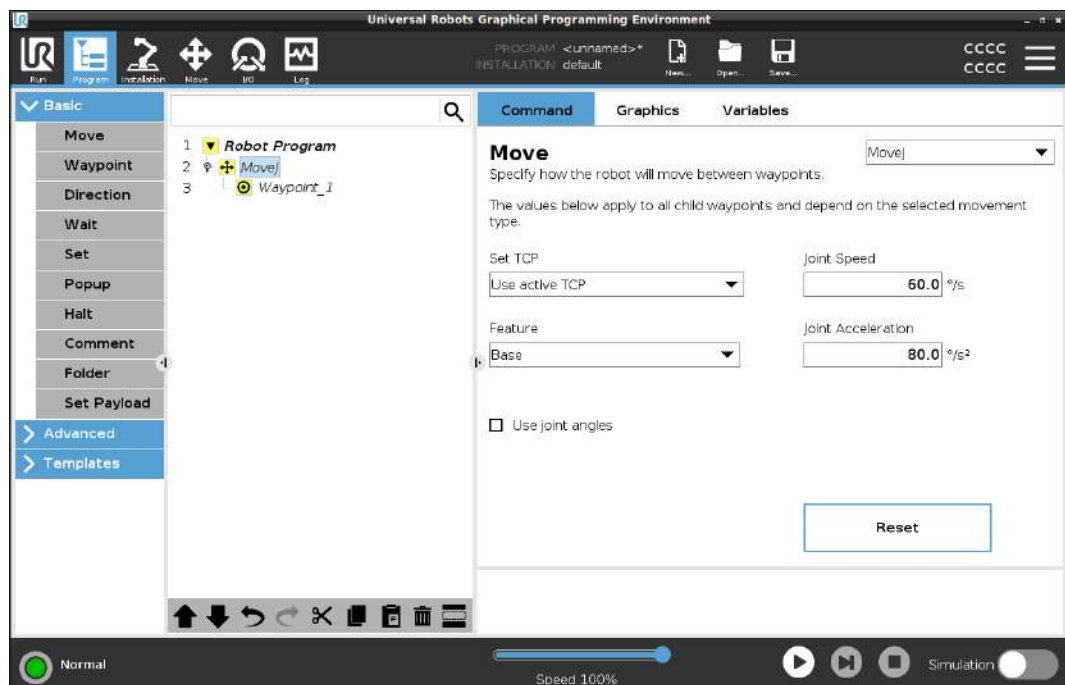 Universal Robots Graphical Programming Environment
UR
Run
Program
Installation
Move
I/O
Log
PROGRAM <unnamed>*
INSTALLATION default
New...
Open...
Save...
CCCC
CCCC
Basic
Move
Waypoint
Direction
Wait
Set
Popup
Halt
Comment
Folder
Set Payload
Advanced
Templates
1 Robot Program
2 MoveJ
3 Waypoint_1
Command Graphics Variables
Move
MoveJ
Specify how the robot will move between waypoints.
The values below apply to all child waypoints and depend on the selected movement
type.
Set TCP
Use active TCP
Joint Speed
60.0 °/s
Feature
Base
Joint Acceleration
80.0 °/s²
Use joint angles
Reset
Normal
Speed 100%
Simulation